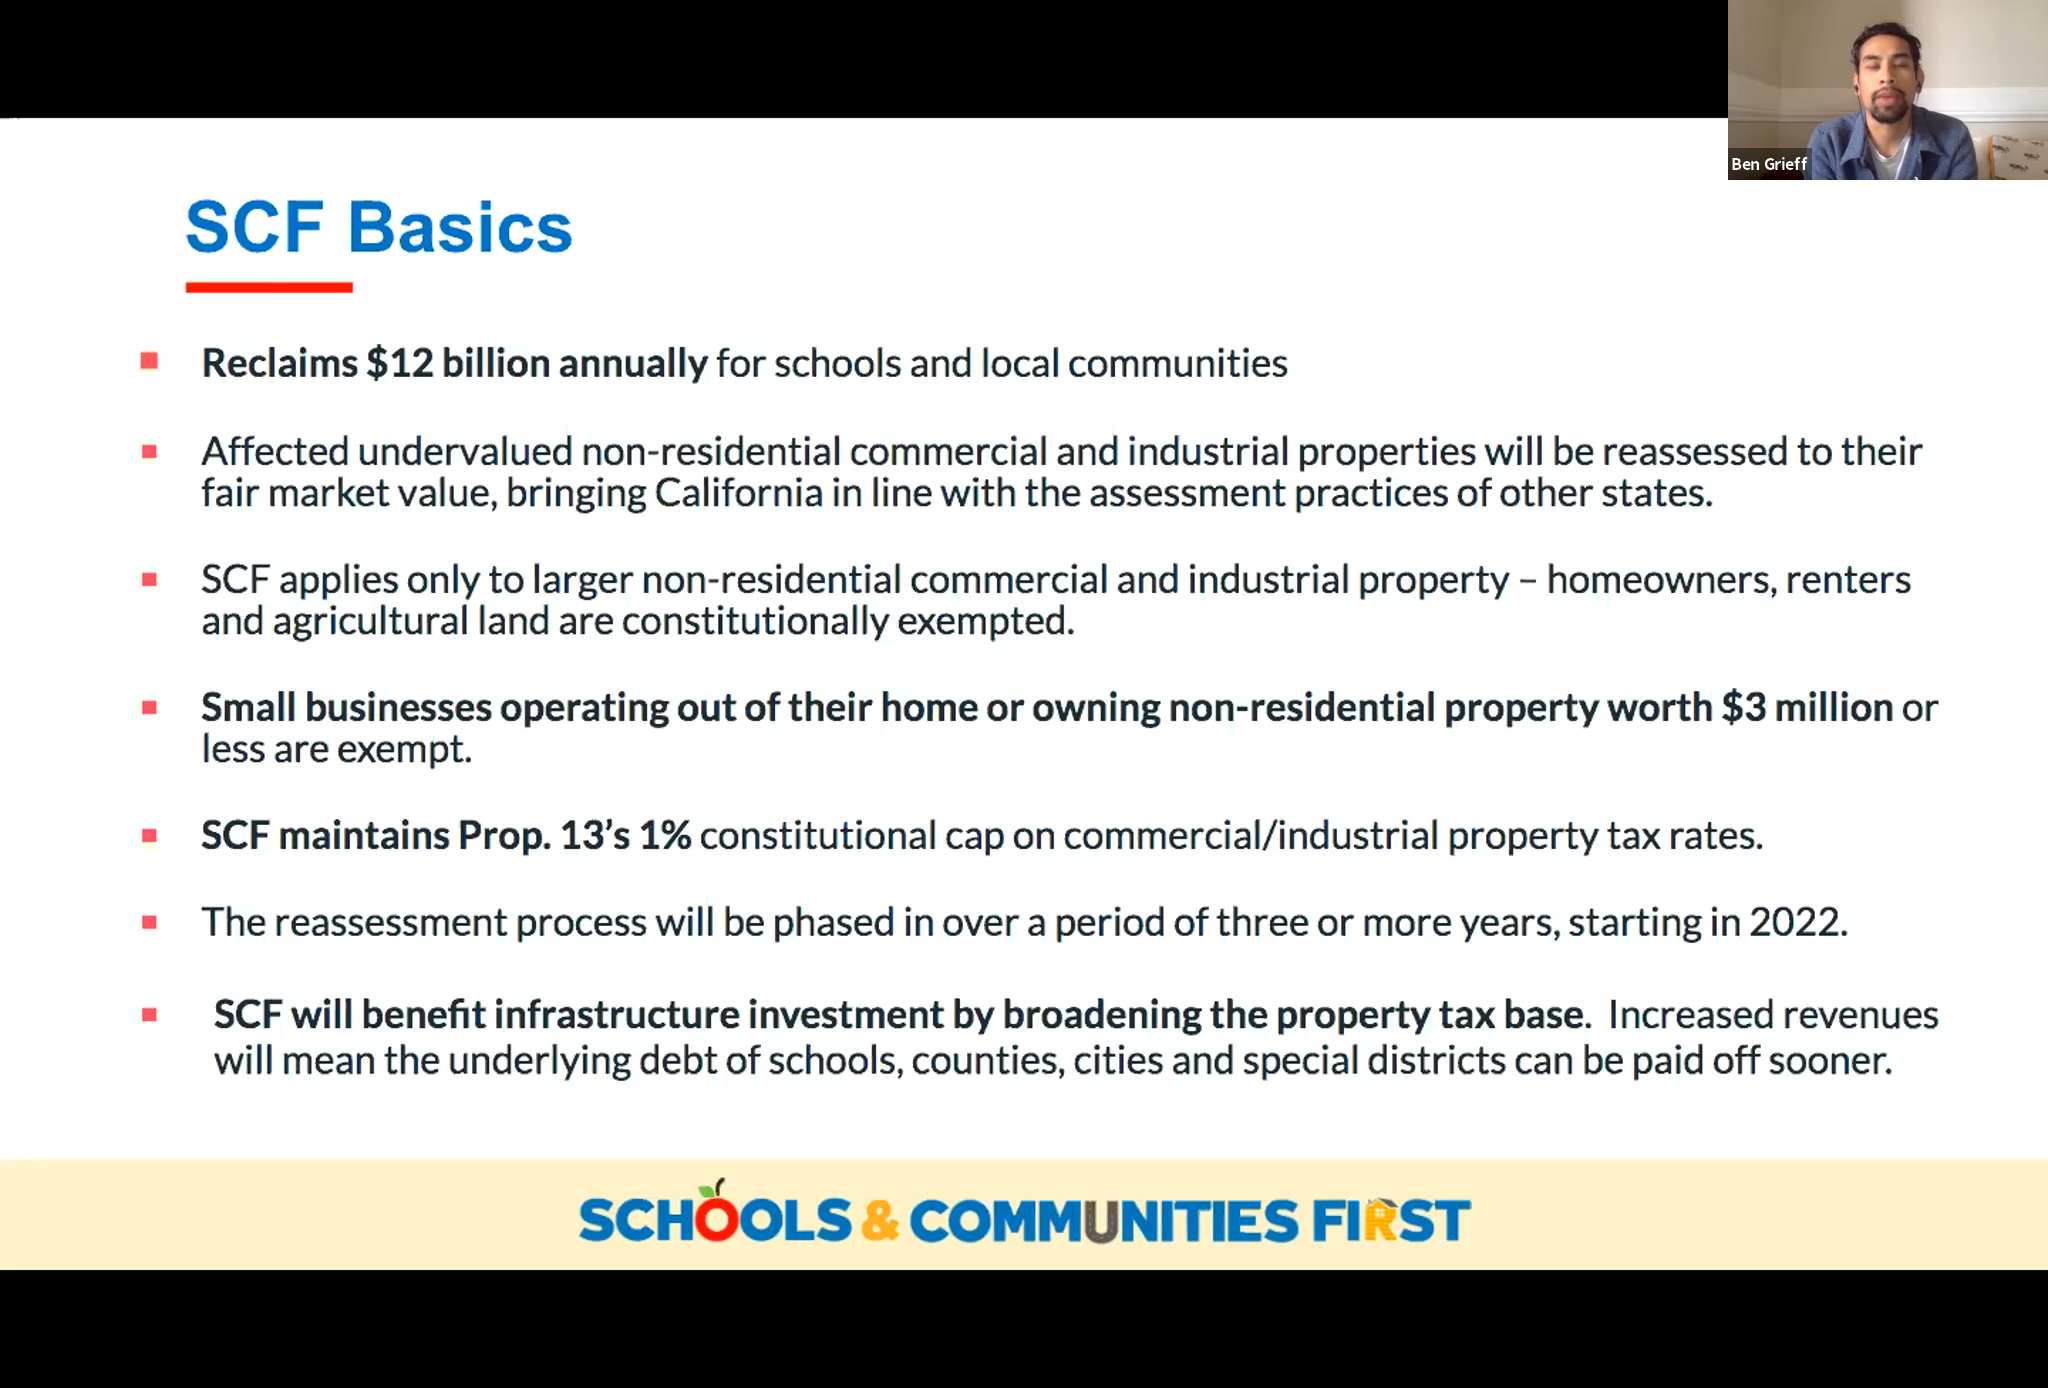 Ben Grieff
SCF Basics
Reclaims $12 billion annually for schools and local communities
Affected undervalued non-residential commercial and industrial properties will be reassessed to their
fair market value, bringing California in line with the assessment practices of other states.
SCF applies only to larger non-residential commercial and industrial property – homeowners, renters
and agricultural land are constitutionally exempted.
Small businesses operating out of their home or owning non-residential property worth $3 million or
less are exempt.
SCF maintains Prop. 13’s 1% constitutional cap on commercial/industrial property tax rates.
The reassessment process will be phased in over a period of three or more years, starting in 2022.
SCF will benefit infrastructure investment by broadening the property tax base. Increased revenues
will mean the underlying debt of schools, counties, cities and special districts can be paid off sooner.
SCHOOLS & COMMUNITIES FIRST